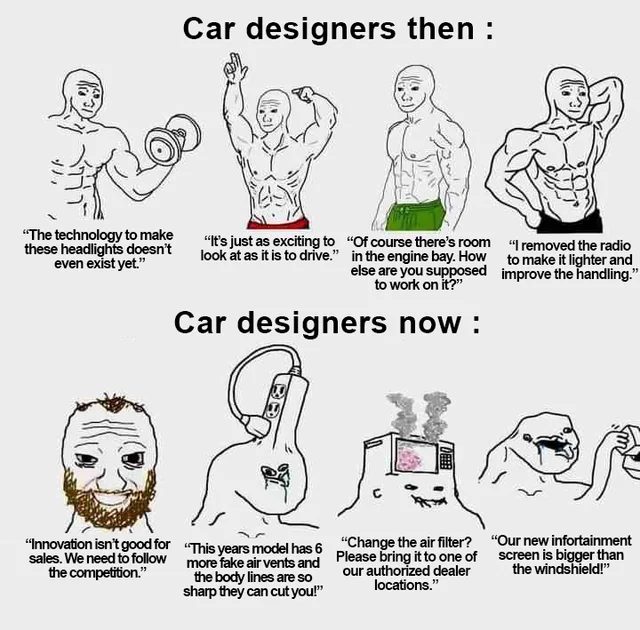 Car designers then :
“The technology to make
these headlights doesn’t
even exist yet.”
“It’s just as exciting to
look at as it is to drive.”
“Of course there’s room
in the engine bay. How
else are you supposed
to work on it?”
“I removed the radio
to make it lighter and
improve the handling.”
Car designers now :
“Innovation isn’t good for
sales. We need to follow
the competition.”
“This years model has 6
more fake air vents and
the body lines are so
sharp they can cut you!”
“Change the air filter?
Please bring it to one of
our authorized dealer
locations.”
“Our new infortainment
screen is bigger than
the windshield!”